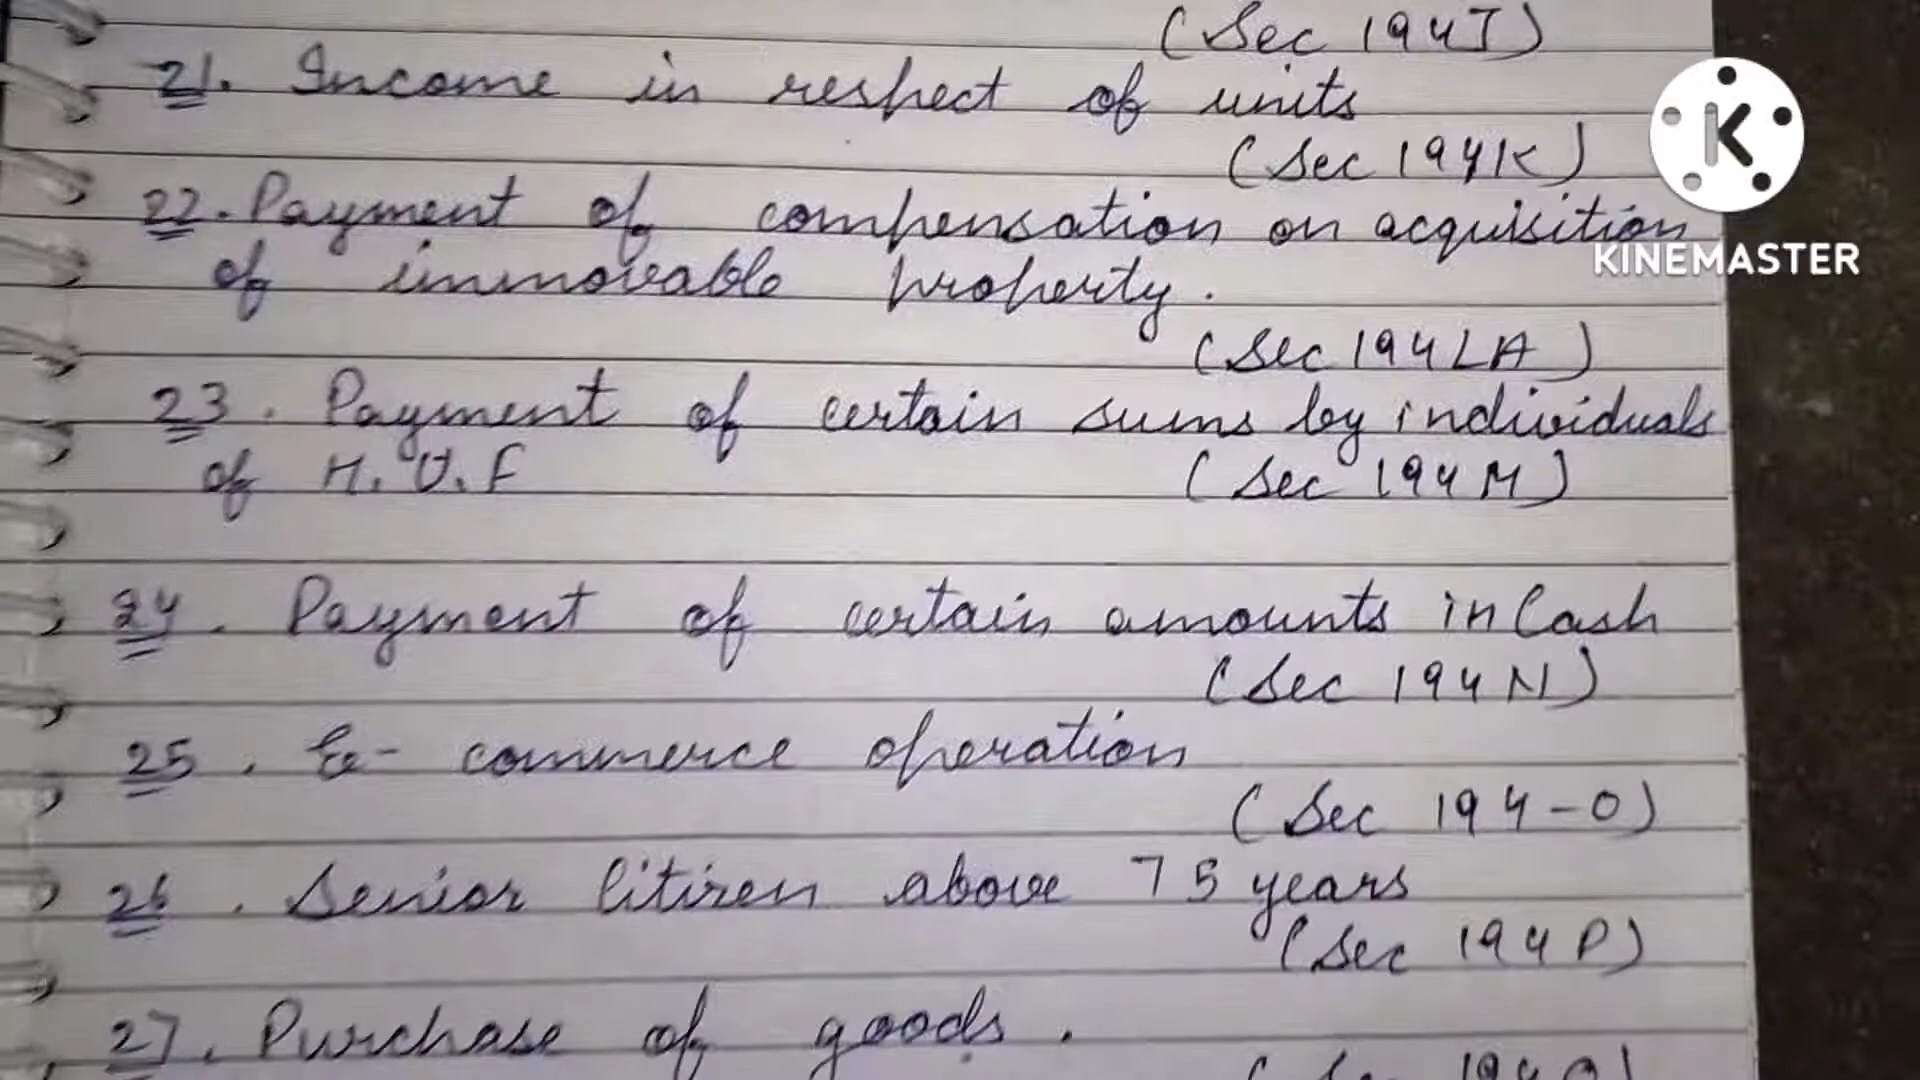 (Sec 194J)
21. Income in respect of units
(Sec 194K)
22. Payment of compensation on acquisition
of immovable property.
(Sec 194LA)
23. Payment of certain sums by individuals
of H.U.F
(Sec 194M)
24. Payment of certain amounts in Cash
(Sec 194N)
25. E- commerce operation
(Sec 194-O)
26. Senior Citizen above 75 years
(Sec 194P)
27. Purchase of goods.
KINEMASTER